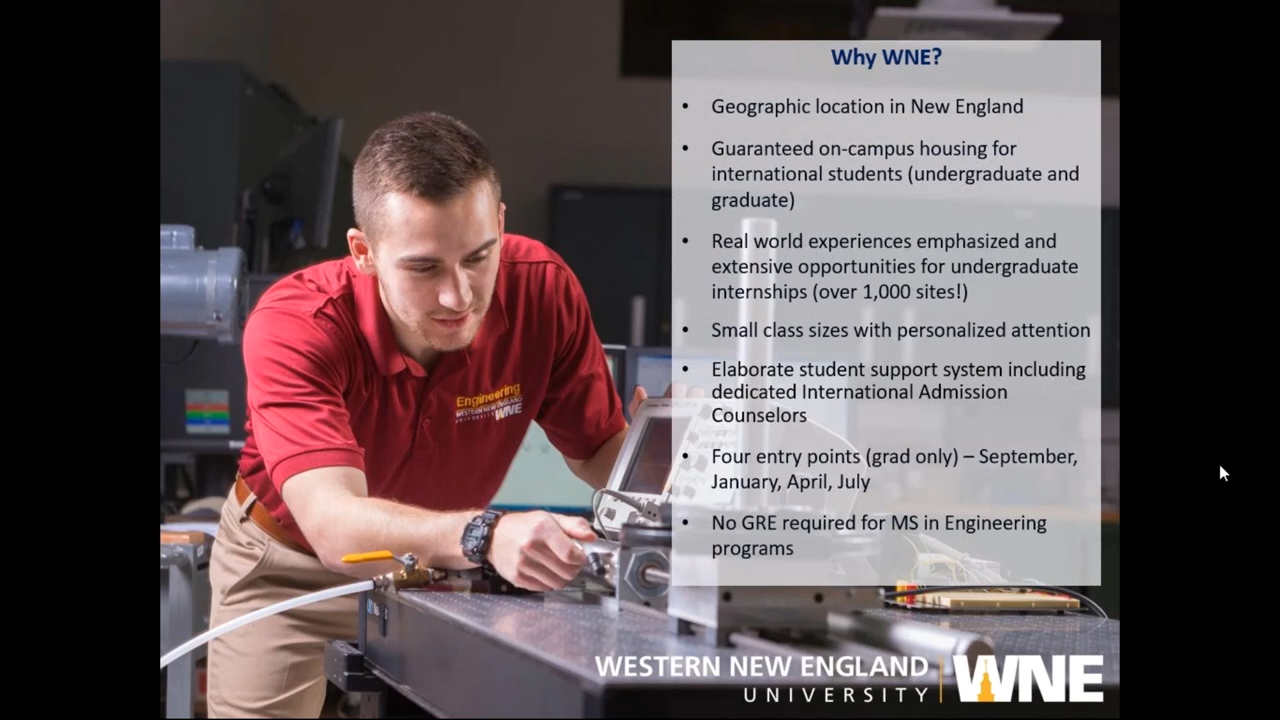 Why WNE?
• Geographic location in New England
• Guaranteed on-campus housing for
international students (undergraduate and
graduate)
• Real world experiences emphasized and
extensive opportunities for undergraduate
internships (over 1,000 sites!)
• Small class sizes with personalized attention
• Elaborate student support system including
dedicated International Admission
Counselors
• Four entry points (grad only) – September,
January, April, July
• No GRE required for MS in Engineering
programs
Engineering
WESTERN NEW ENGLAND
UNIVERSITY WNE
WESTERN NEW ENGLAND
UNIVERSITY
WNE